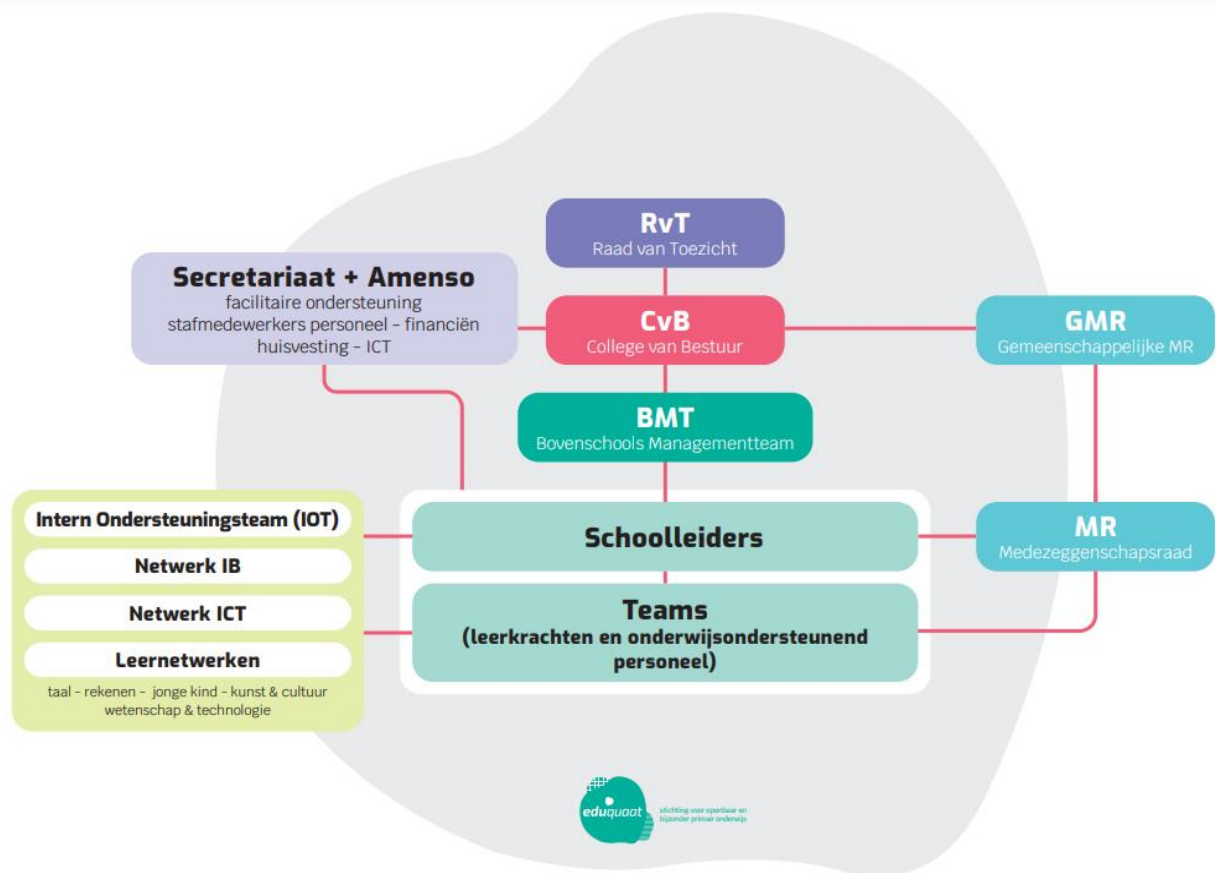 RvT
Raad van Toezicht
Secretariaat + Amenso
facilitaire ondersteuning
stafmedewerkers personeel - financiën
huisvesting - ICT
CvB
College van Bestuur
GMR
Gemeenschappelijke MR
BMT
Bovenschools Managementteam
Intern Ondersteuningsteam (IOT)
Netwerk IB
Netwerk ICT
Leernetwerken
taal - rekenen - jonge kind - kunst & cultuur
wetenschap & technologie
Schoolleiders
Teams
(leerkrachten en onderwijsondersteunend
personeel)
MR
Medezeggenschapsraad
eduquaat
stichting voor openbaar en
bijzonder primair onderwijs